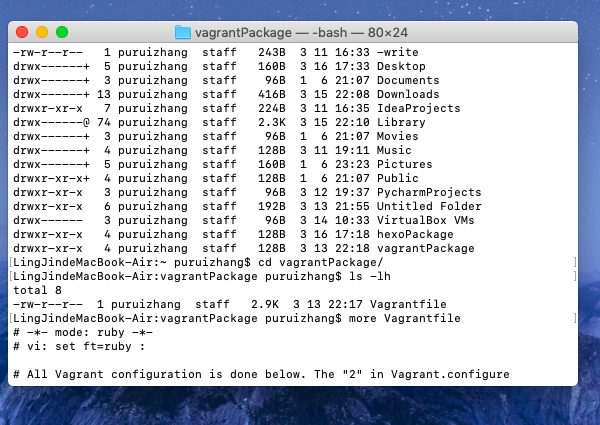 vagrantPackage — -bash — 80×24
-rw-r--r--   1 puruizhang  staff   243B  3 11 16:33 -write
drwx------+  5 puruizhang  staff   160B  3 16 17:33 Desktop
drwx------+  3 puruizhang  staff    96B  1  6 21:07 Documents
drwx------+ 13 puruizhang  staff   416B  3 15 22:08 Downloads
drwxr-xr-x   7 puruizhang  staff   224B  3 11 16:35 IdeaProjects
drwx------@ 74 puruizhang  staff   2.3K  3 15 22:10 Library
drwx------+  3 puruizhang  staff    96B  1  6 21:07 Movies
drwx------+  4 puruizhang  staff   128B  3 11 19:11 Music
drwx------+  5 puruizhang  staff   160B  1  6 23:23 Pictures
drwxr-xr-x+  4 puruizhang  staff   128B  1  6 21:07 Public
drwxr-xr-x   3 puruizhang  staff    96B  3 12 19:37 PycharmProjects
drwxr-xr-x   6 puruizhang  staff   192B  3 13 21:55 Untitled Folder
drwx------   3 puruizhang  staff    96B  3 14 10:33 VirtualBox VMs
drwxr-xr-x   4 puruizhang  staff   128B  3 16 17:18 hexoPackage
drwxr-xr-x   4 puruizhang  staff   128B  3 13 22:18 vagrantPackage
[LingJindeMacBook-Air:~ puruizhang$ cd vagrantPackage/ ]
[LingJindeMacBook-Air:vagrantPackage puruizhang$ ls -lh ]
total 8
-rw-r--r--  1 puruizhang  staff   2.9K  3 13 22:17 Vagrantfile
[LingJindeMacBook-Air:vagrantPackage puruizhang$ more Vagrantfile ]
# -*- mode: ruby -*-
# vi: set ft=ruby :
# All Vagrant configuration is done below. The "2" in Vagrant.configure